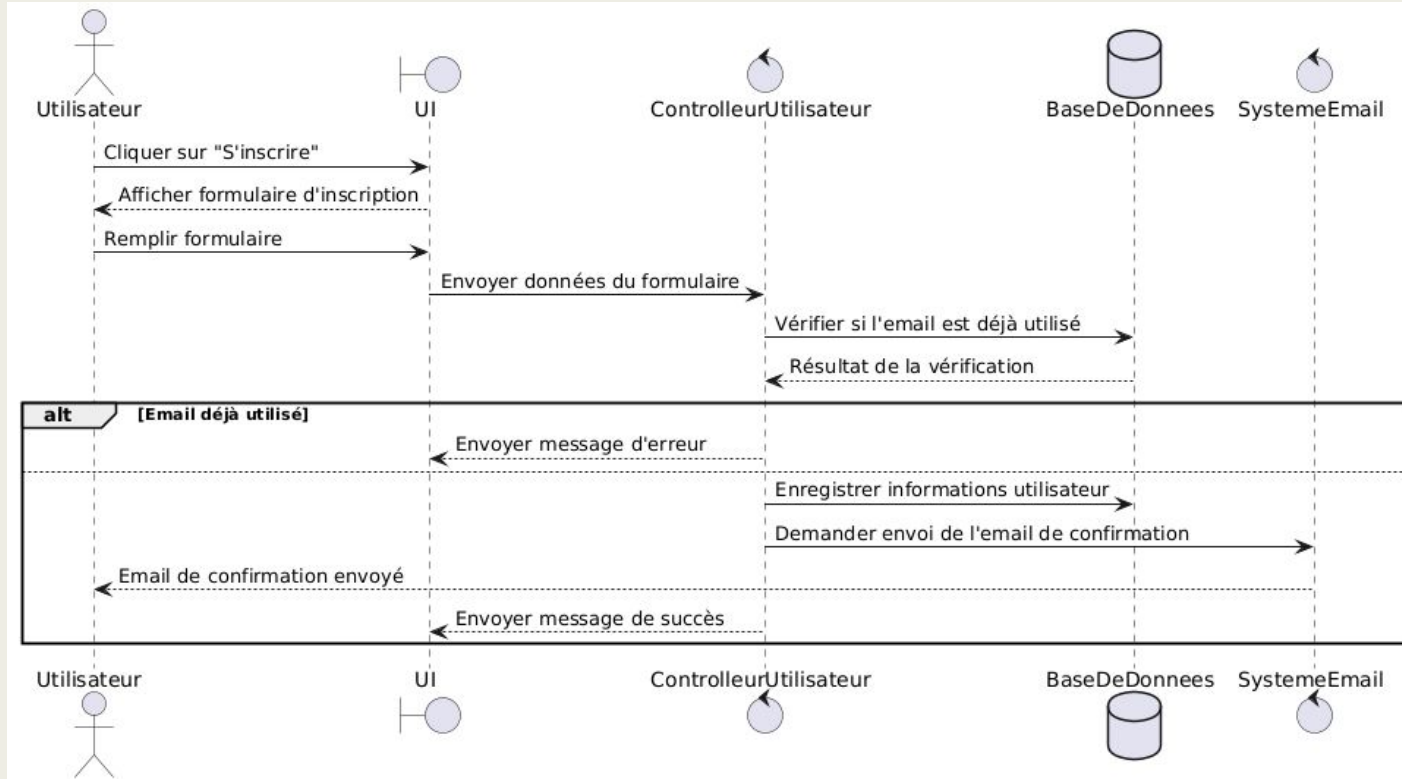 Utilisateur
UI
ControlleurUtilisateur
BaseDeDonnees
SystemeEmail
Cliquer sur "S'inscrire"
Afficher formulaire d'inscription
Remplir formulaire
Envoyer données du formulaire
Vérifier si l'email est déjà utilisé
Résultat de la vérification
alt
[Email déjà utilisé]
Envoyer message d'erreur
Enregistrer informations utilisateur
Demander envoi de l'email de confirmation
Email de confirmation envoyé
Envoyer message de succès
Utilisateur
UI
ControlleurUtilisateur
BaseDeDonnees
SystemeEmail